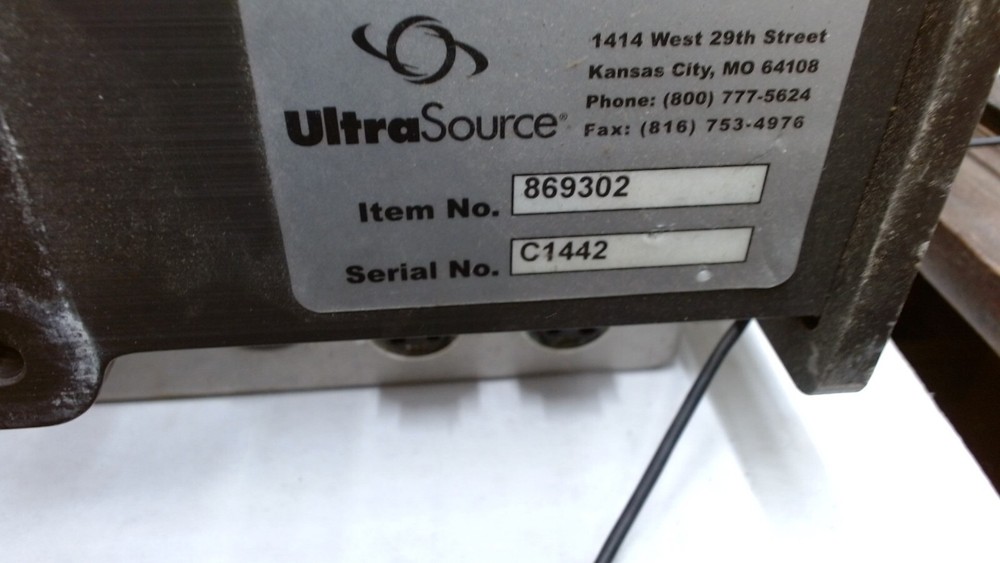 UltraSource®
1414 West 29th Street
Kansas City, MO 64108
Phone: (800) 777-5624
Fax: (816) 753-4976
Item No. 869302
Serial No. C1442